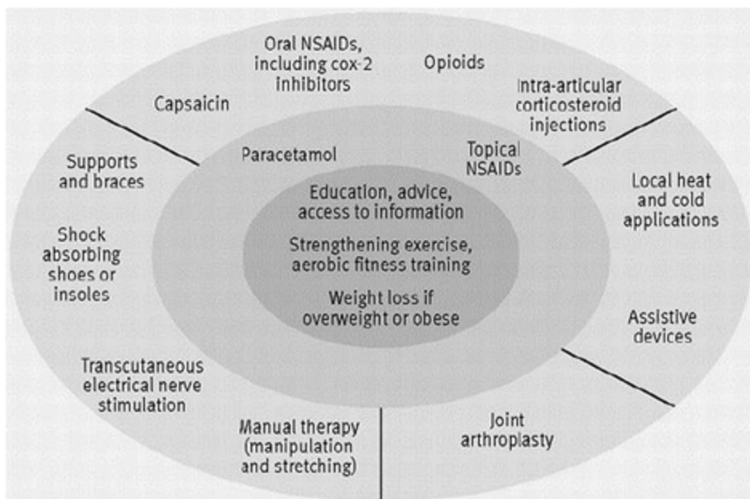 Oral NSAIDs,
including cox-2
inhibitors
Opioids
Capsaicin
Intra-articular
corticosteroid
injections
Paracetamol
Topical
NSAIDs
Supports
and braces
Education, advice,
access to information
Local heat
and cold
applications
Shock
absorbing
shoes or
insoles
Strengthening exercise,
aerobic fitness training
Weight loss if
overweight or obese
Assistive
devices
Transcutaneous
electrical nerve
stimulation
Manual therapy
(manipulation
and stretching)
Joint
arthroplasty